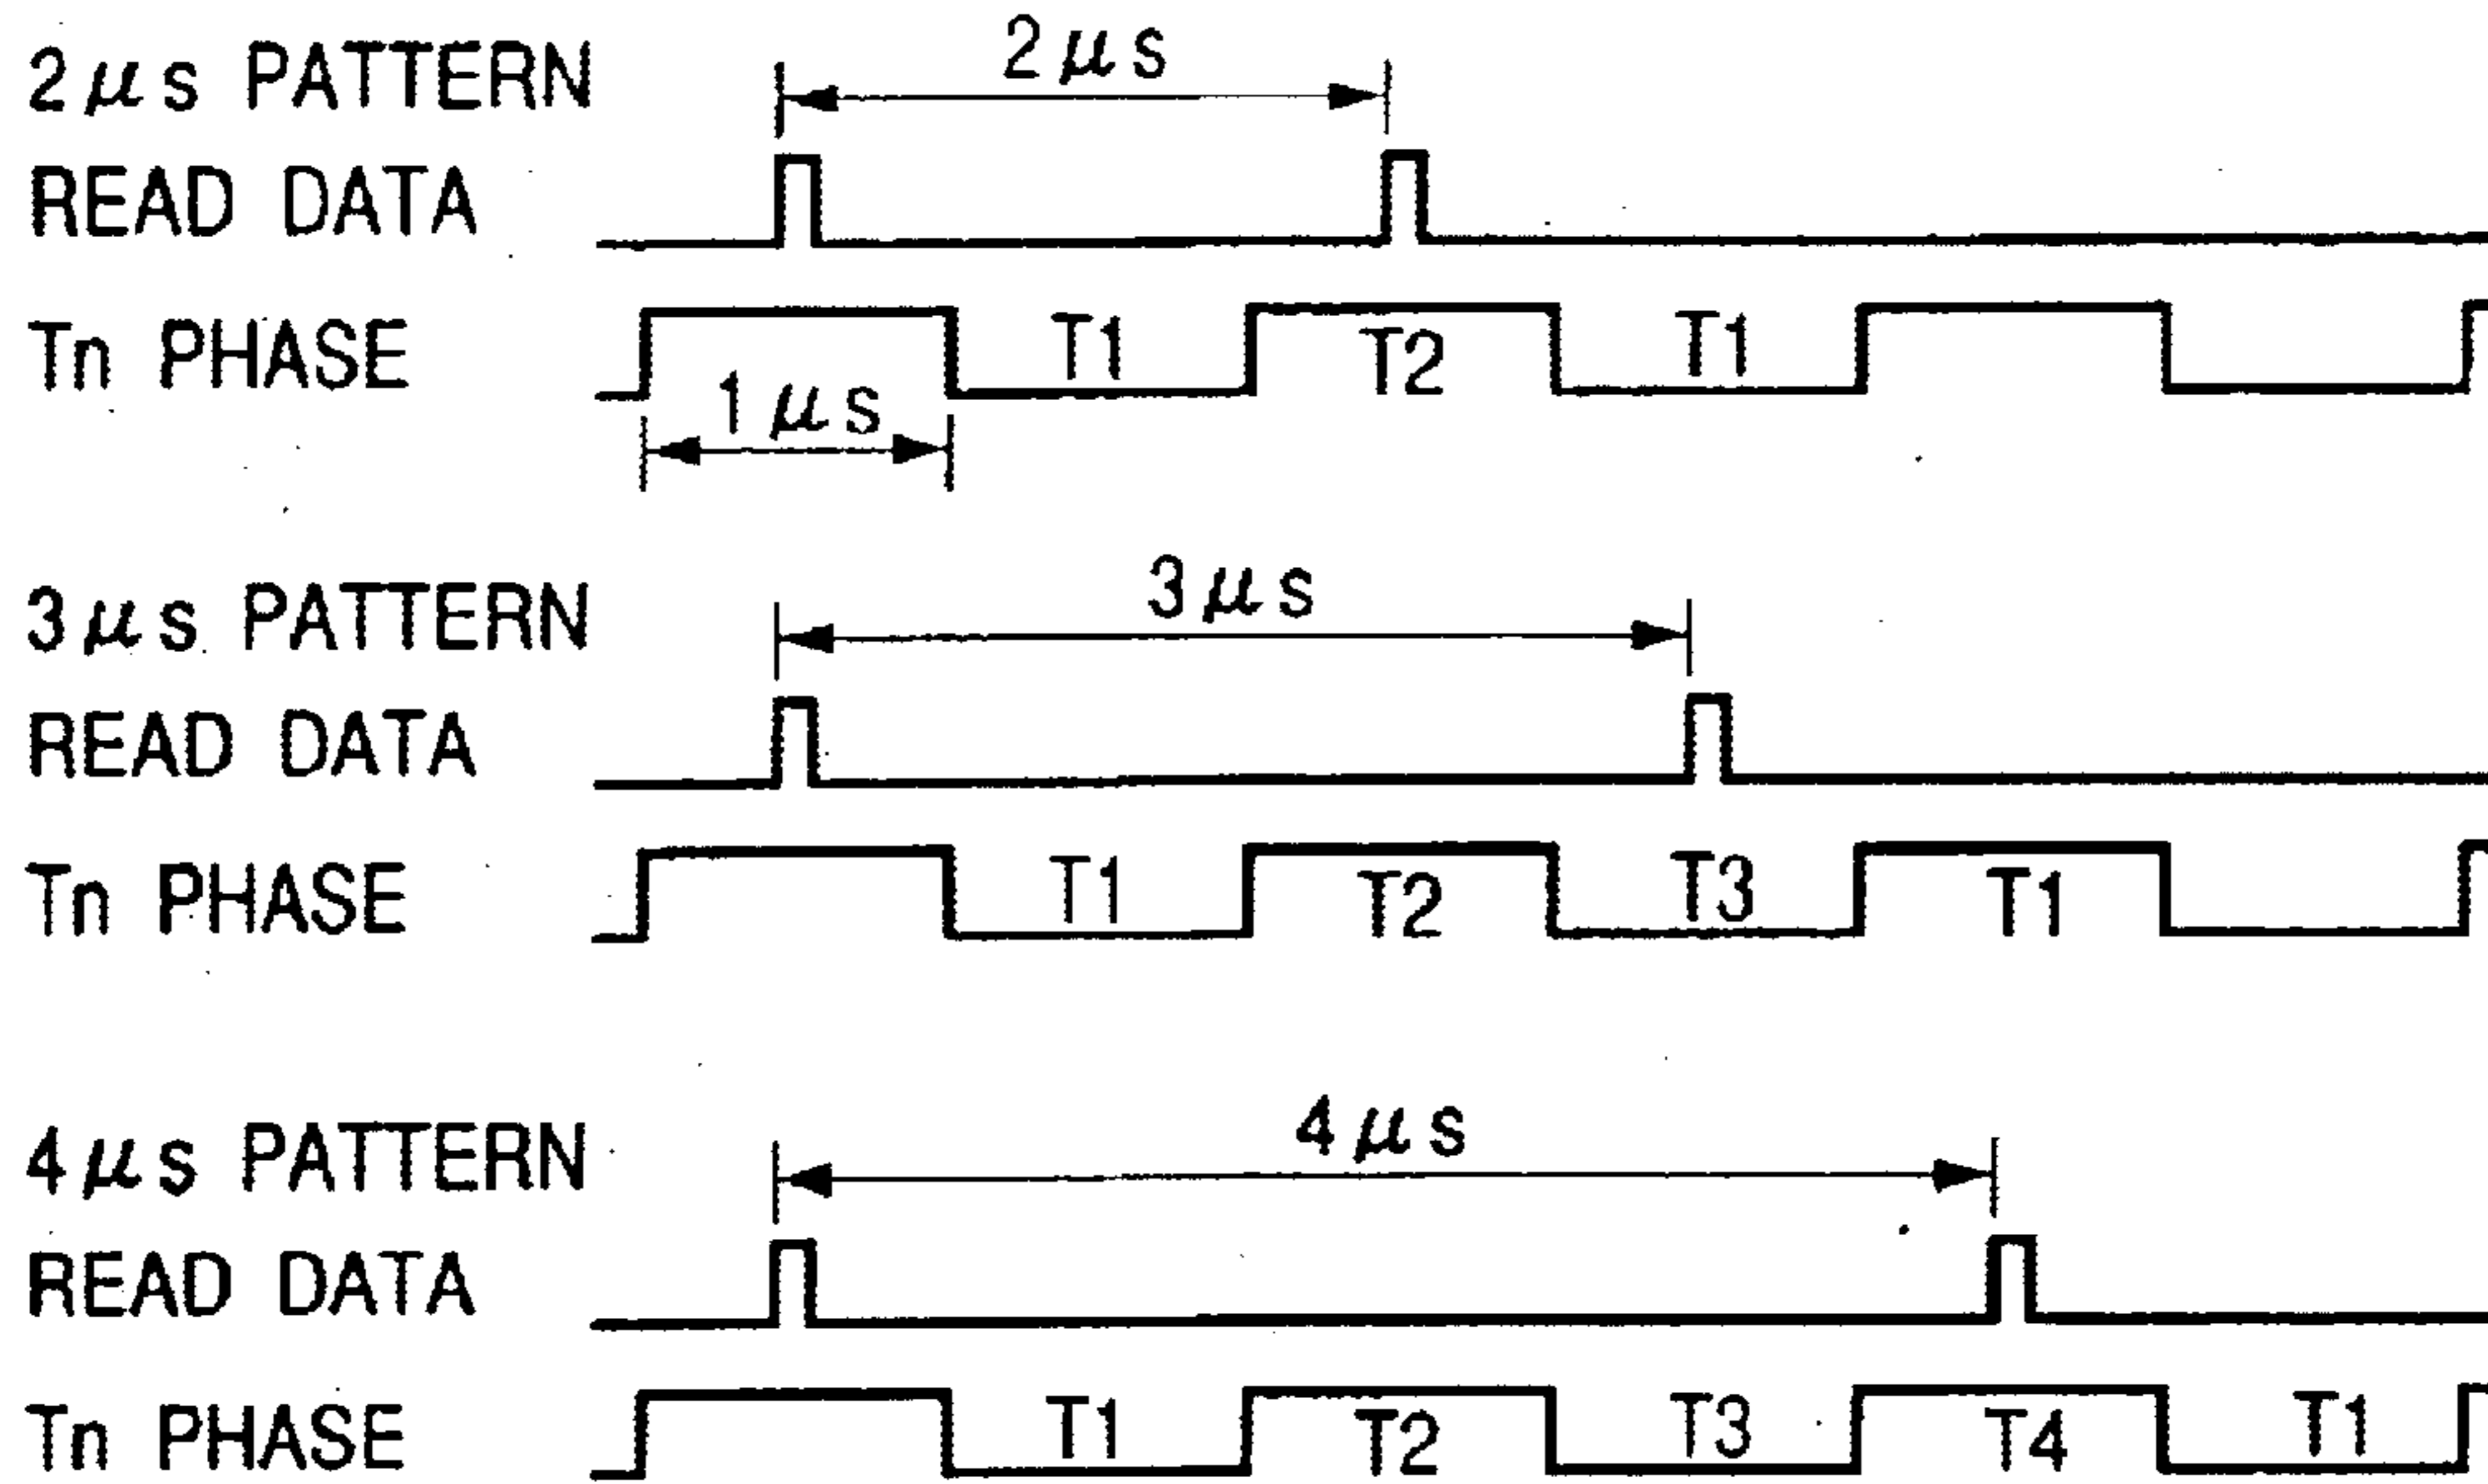 2μs PATTERN
2μs
READ DATA
Tn PHASE
T1
T2
T1
1μs
3μs PATTERN
3μs
READ DATA
Tn PHASE
T1
T2
T3
T1
4μs PATTERN
4μs
READ DATA
Tn PHASE
T1
T2
T3
T4
T1